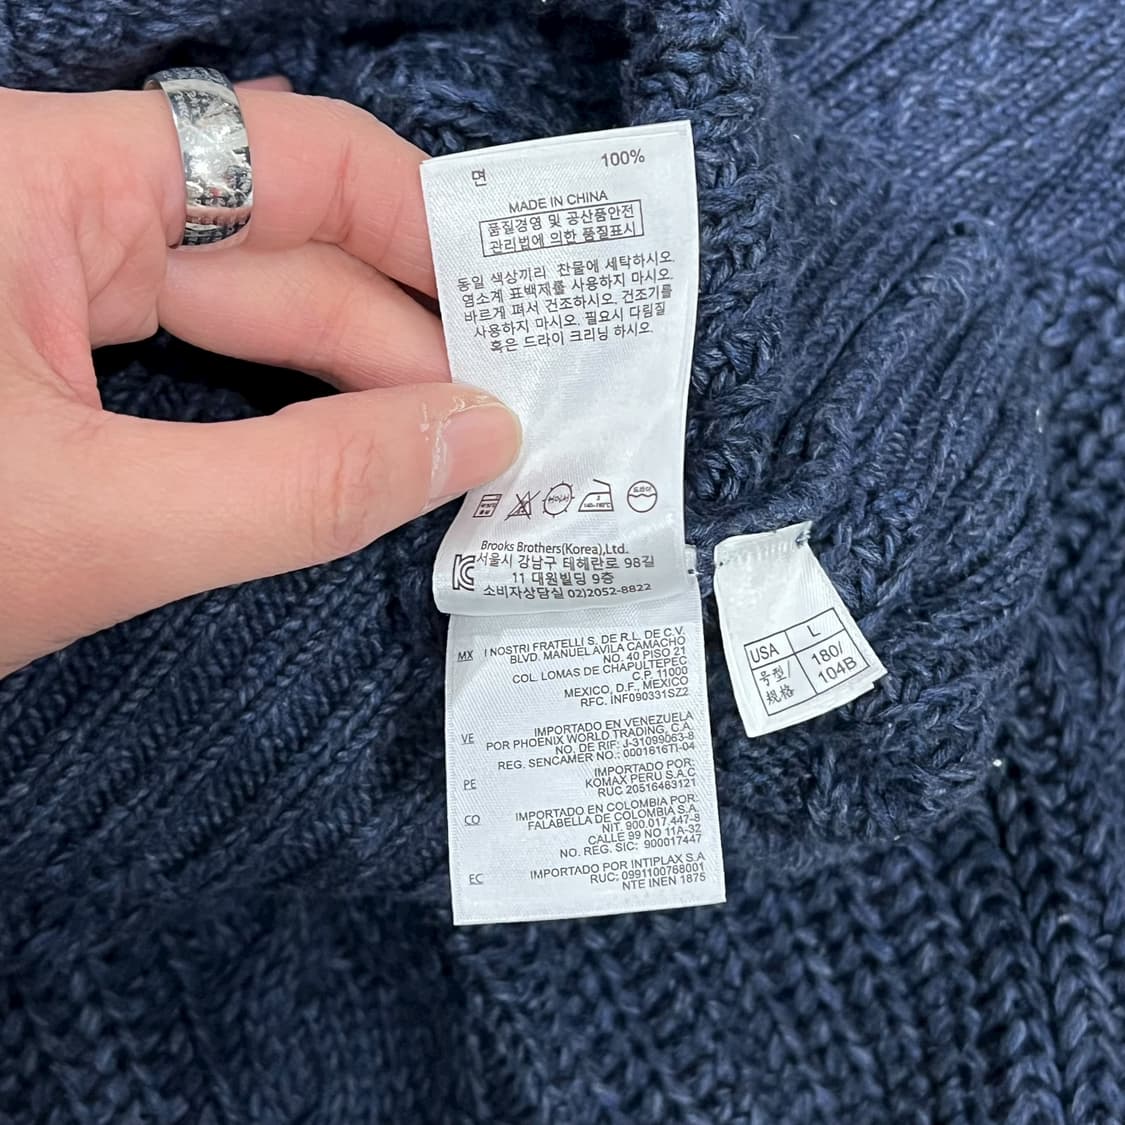 면 100%
MADE IN CHINA
품질경영 및 공산품안전
관리법에 의한 품질표시
동일 색상끼리 찬물에 세탁하시오.
염소계 표백제를 사용하지 마시오.
바르게 펴서 건조하시오. 건조기를
사용하지 마시오. 필요시 다림질
혹은 드라이 크리닝 하시오.
드라이
Brooks Brothers(Korea),Ltd.
서울시 강남구 테헤란로 98길
11 대원빌딩 9층
소비자상담실 02)2052-8822
MX I NOSTRI FRATELLI S. DE R.L. DE C.V.
BLVD. MANUEL AVILA CAMACHO
NO. 40 PISO 21
COL. LOMAS DE CHAPULTEPEC
C.P. 11000
MEXICO, D.F., MEXICO
RFC. INF090331SZ2
VE IMPORTADO EN VENEZUELA
POR PHOENIX WORLD TRADING, C.A.
NO. DE RIF: J-31099063-8
REG. SENCAMER NO.: 0001616TI-04
PE IMPORTADO POR:
KOMAX PERU S.A.C
RUC 20516463121
CO IMPORTADO EN COLOMBIA POR:
FALABELLA DE COLOMBIA S.A.
NIT. 900.017.447-8
CALLE 99 NO 11A-32
NO. REG. SIC: 900017447
EC IMPORTADO POR INTIPLAX S.A
RUC: 0991100768001
NTE INEN 1875
USA L
号型/ 180/
规格 104B